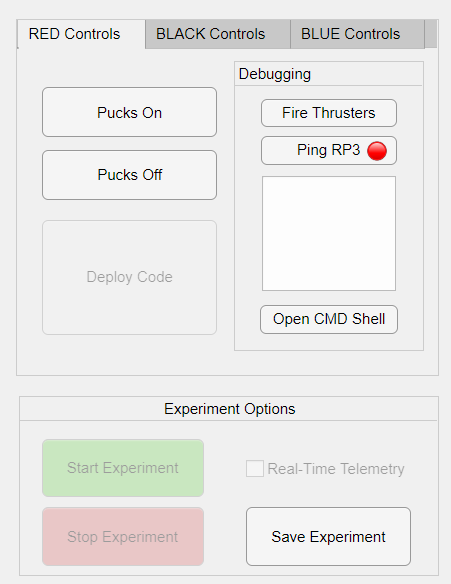 RED Controls
BLACK Controls
BLUE Controls
Debugging
Pucks On
Fire Thrusters
Ping RP3
Pucks Off
Deploy Code
Open CMD Shell
Experiment Options
Start Experiment
Real-Time Telemetry
Stop Experiment
Save Experiment